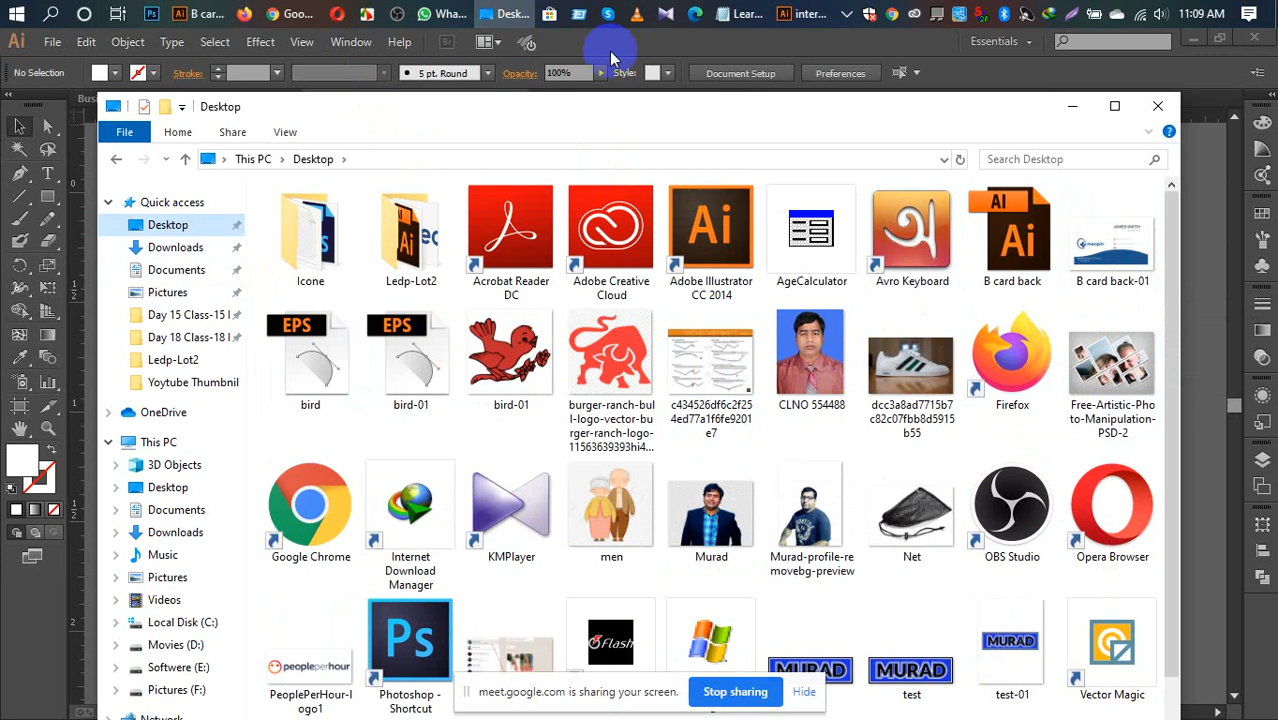 B car...
Goo...
Wha...
Desk...
Learr...
inter...
11:09 AM
Ai
File Edit Object Type Select Effect View Window Help
Br
Essentials
No Selection
Stroke:
5 pt. Round
Opacity: 100%
Style:
Document Setup
Preferences
Desktop
File Home Share View
This PC Desktop
Search Desktop
Quick access
Desktop
Downloads
Documents
Pictures
Day 15 Class-15 I
Day 18 Class-18 I
Ledp-Lot2
Yoytube Thumbnil
OneDrive
This PC
3D Objects
Desktop
Documents
Downloads
Music
Pictures
Videos
Local Disk (C:)
Movies (D:)
Softwere (E:)
Pictures (F:)
Network
Icone
Ledp-Lot2
Acrobat Reader
DC
Adobe Creative
Cloud
Adobe Illustrator
CC 2014
AgeCalculator
Avro Keyboard
B card back
B card back-01
EPS
EPS
bird
bird-01
bird-01
burger-ranch-bul
l-logo-vector-bu
rger-ranch-logo-
11563639393hi4...
c434526df6c2f25
4ed77a1f6fe9201
e7
CLNO 554488
dcc3a8ad7715b7
c82c07fbb8d5915
b55
Firefox
Free-Artistic-Pho
to-Manipulation-
PSD-2
Google Chrome
Internet
Download
Manager
KMPlayer
men
Murad
Murad-profile-re
movebg-preview
Net
OBS Studio
Opera Browser
peopleperhour
PeoplePerHour-l
ogo1
Ps
Photoshop -
Shortcut
Flash
MURAD
MURAD
test
MURAD
test-01
Vector Magic
meet.google.com is sharing your screen.
Stop sharing
Hide